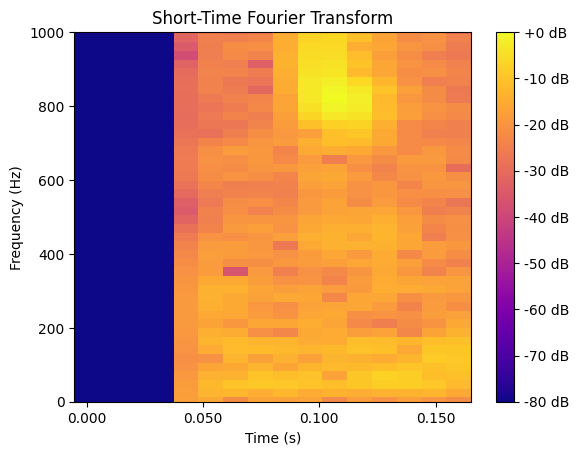 Short-Time Fourier Transform
1000
800
600
400
200
0
Frequency (Hz)
0.000
0.050
0.100
0.150
Time (s)
+0 dB
-10 dB
-20 dB
-30 dB
-40 dB
-50 dB
-60 dB
-70 dB
-80 dB